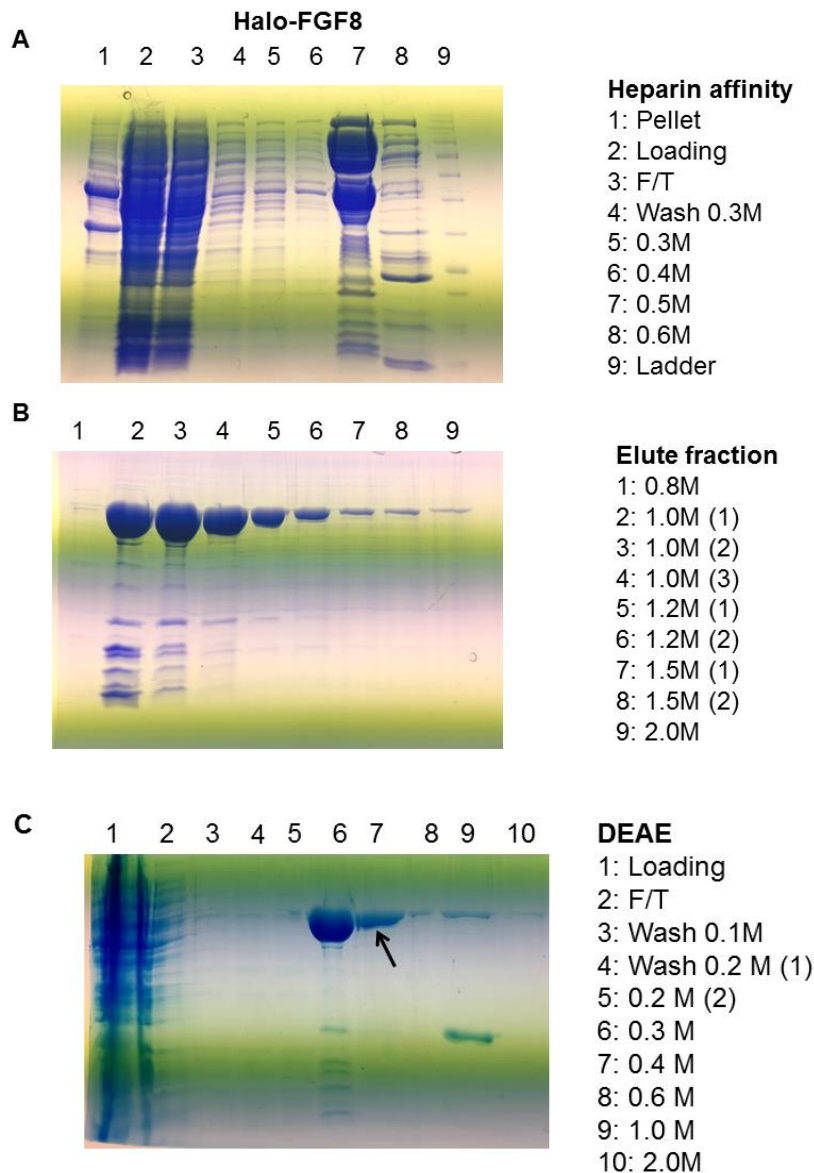 Halo-FGF8
A
1 2 3 4 5 6 7 8 9
Heparin affinity
1: Pellet
2: Loading
3: F/T
4: Wash 0.3M
5: 0.3M
6: 0.4M
7: 0.5M
8: 0.6M
9: Ladder
B
1 2 3 4 5 6 7 8 9
Elute fraction
1: 0.8M
2: 1.0M (1)
3: 1.0M (2)
4: 1.0M (3)
5: 1.2M (1)
6: 1.2M (2)
7: 1.5M (1)
8: 1.5M (2)
9: 2.0M
C
1 2 3 4 5 6 7 8 9 10
DEAE
1: Loading
2: F/T
3: Wash 0.1M
4: Wash 0.2 M (1)
5: 0.2 M (2)
6: 0.3 M
7: 0.4 M
8: 0.6 M
9: 1.0 M
10: 2.0M